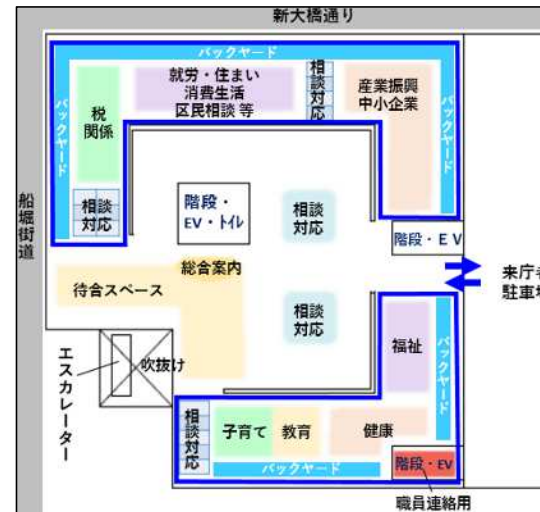 新大橋通り
バックヤード
就労・住まい
消費生活
区民相談 等
相談対応
産業振興
中小企業
税
関係
バックヤード
バックヤード
船堀街道
相談
対応
階段・
EV・トイレ
相談
対応
階段・EV
総合案内
待合スペース
来庁者
駐車場
相談
対応
福祉
バックヤード
エスカレーター
吹抜け
相談対応
子育て
教育
健康
バックヤード
階段・EV
職員連絡用